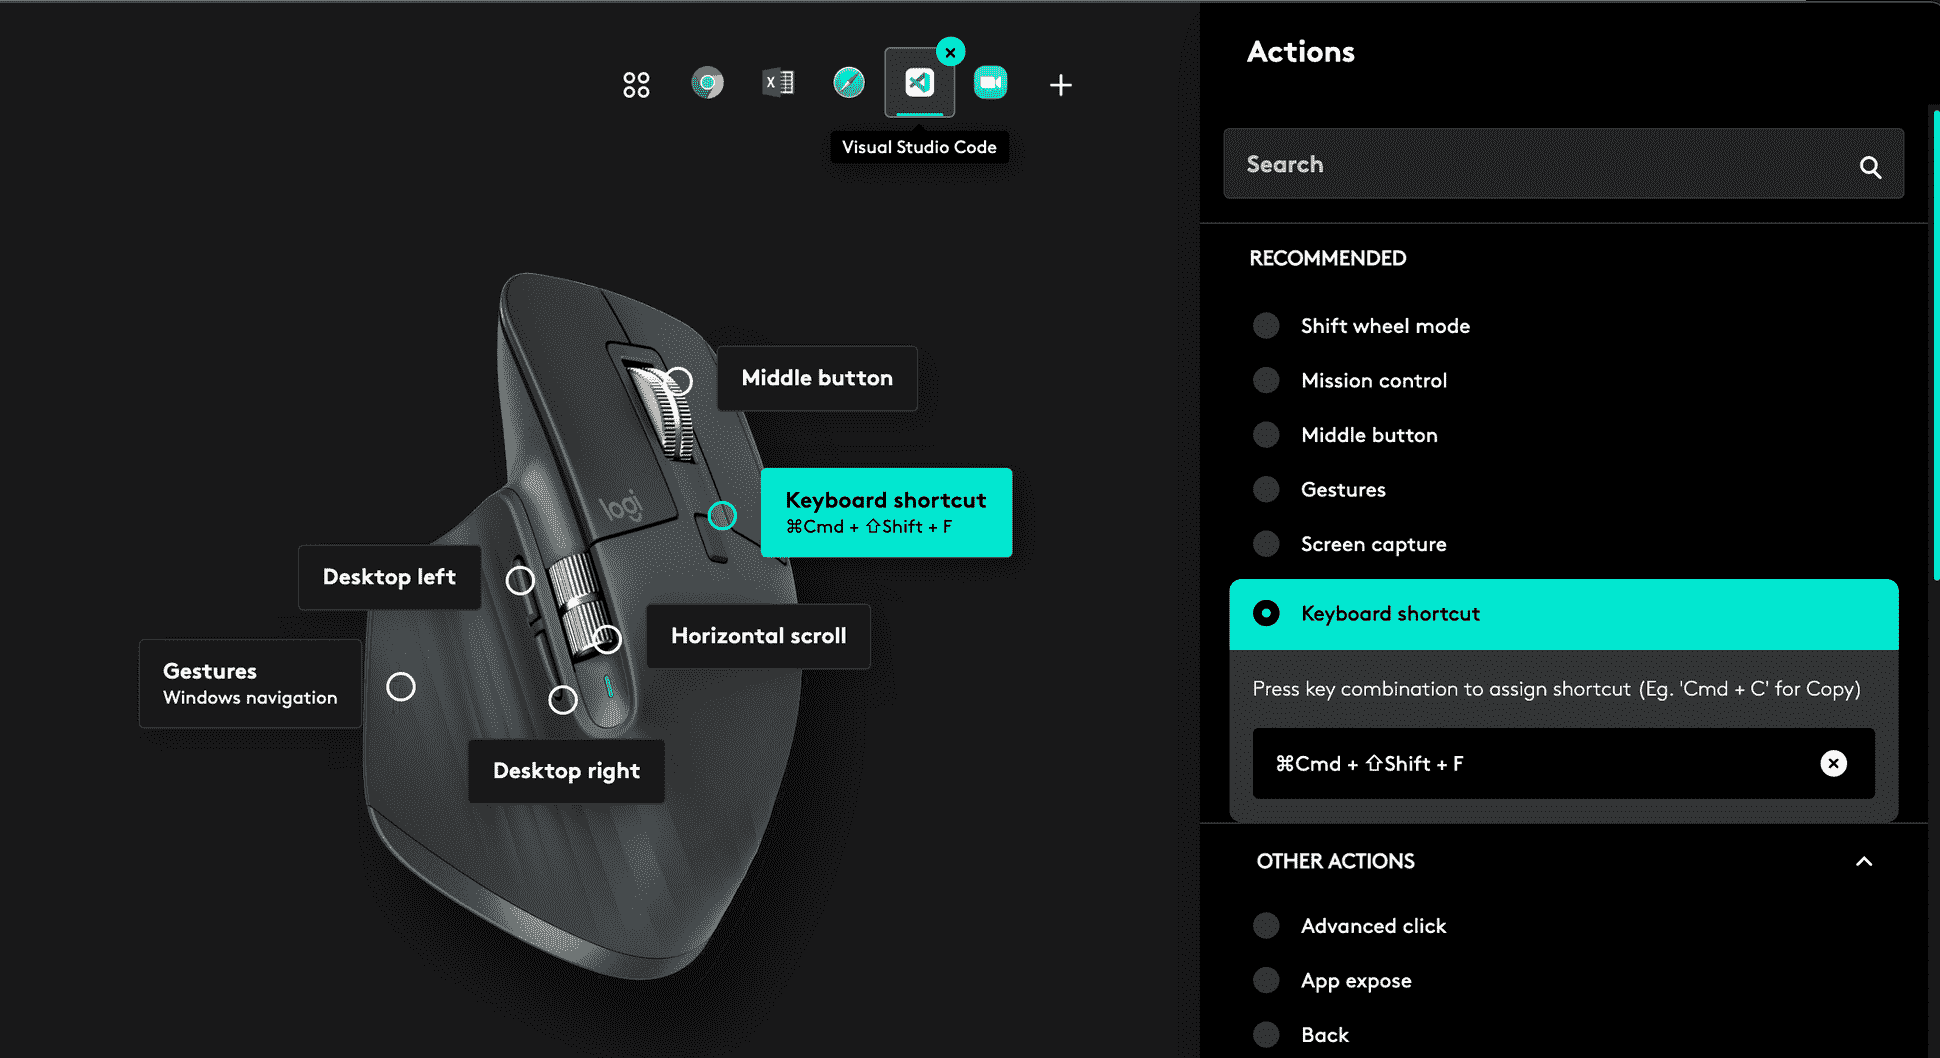 Visual Studio Code
Middle button
logi
Keyboard shortcut
⌘Cmd + ⇧Shift + F
Desktop left
Horizontal scroll
Gestures
Windows navigation
Desktop right
Actions
Search
RECOMMENDED
Shift wheel mode
Mission control
Middle button
Gestures
Screen capture
Keyboard shortcut
Press key combination to assign shortcut (Eg. 'Cmd + C' for Copy)
⌘Cmd + ⇧Shift + F
OTHER ACTIONS
Advanced click
App expose
Back